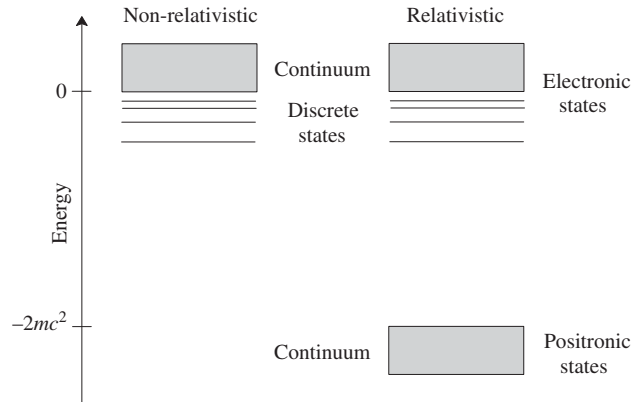 Non-relativistic
Relativistic
Continuum
0
Electronic
states
Discrete
states
Energy
−2mc²
Continuum
Positronic
states